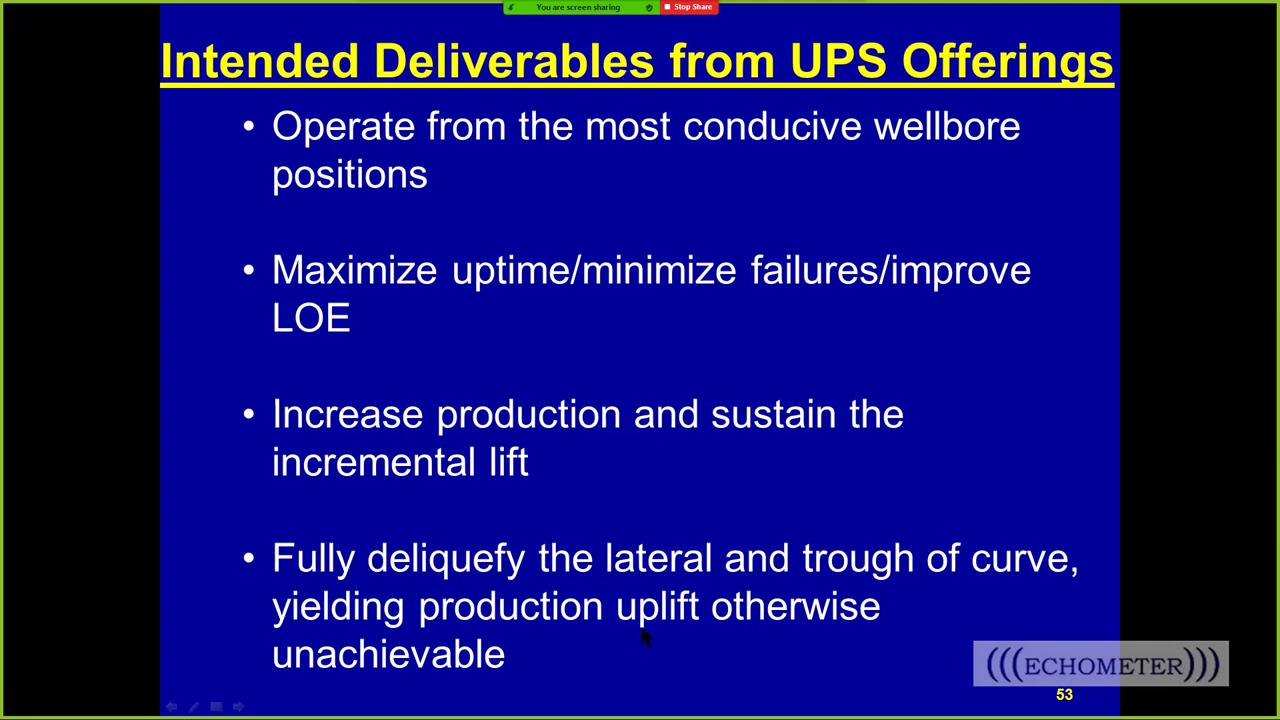 You are screen sharing
Stop Share
Intended Deliverables from UPS Offerings
• Operate from the most conducive wellbore
positions
• Maximize uptime/minimize failures/improve
LOE
• Increase production and sustain the
incremental lift
• Fully deliquefy the lateral and trough of curve,
yielding production uplift otherwise
unachievable
(((ECHOMETER)))
53